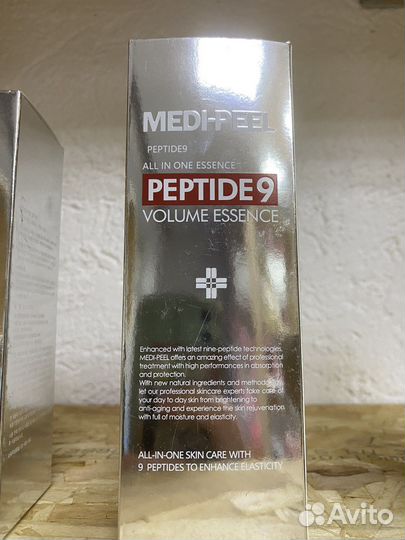 MEDI-PEEL
PEPTIDE9
ALL IN ONE ESSENCE
PEPTIDE 9
VOLUME ESSENCE
Enhanced with latest nine-peptide technologies,
MEDI-PEEL offers an amazing effect of professional
treatment with high performances in absorption
and protection.
With new natural ingredients and methodology,
let our professional skincare experts take care of
your day to day skin from brightening to
anti-aging and experience the skin rejuvenation
with full of moisture and elasticity.
ALL-IN-ONE SKIN CARE WITH
9 PEPTIDES TO ENHANCE ELASTICITY
Avito